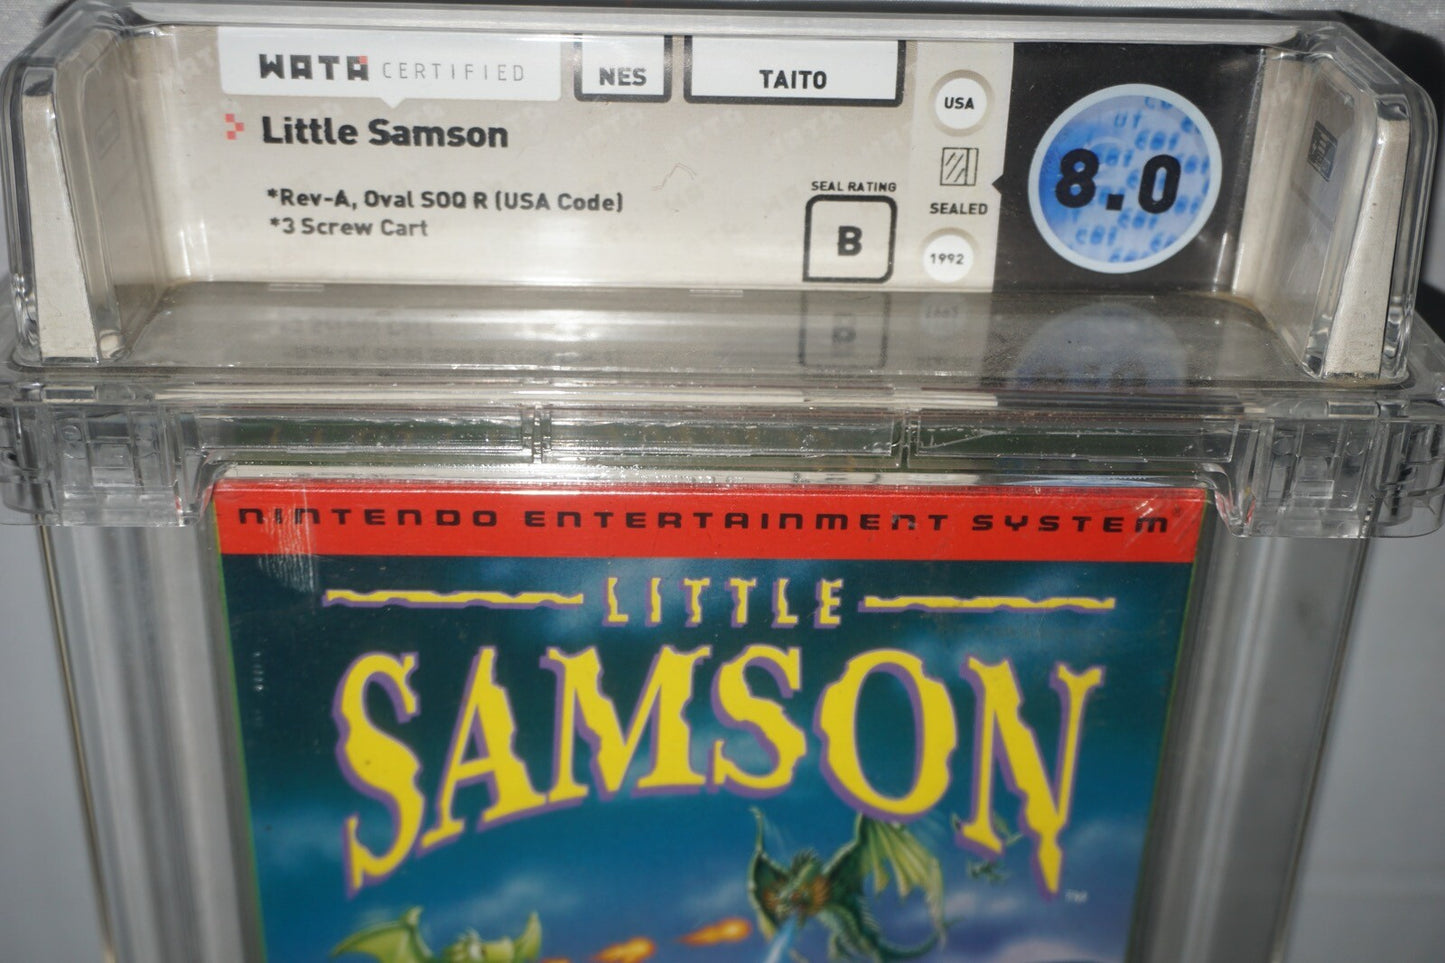 WATA CERTIFIED
NES
TAITO
Little Samson
*Rev-A, Oval SOQ R (USA Code)
*3 Screw Cart
SEAL RATING
B
USA
SEALED
1992
8.0
NINTENDO ENTERTAINMENT SYSTEM
LITTLE
SAMSON
TM